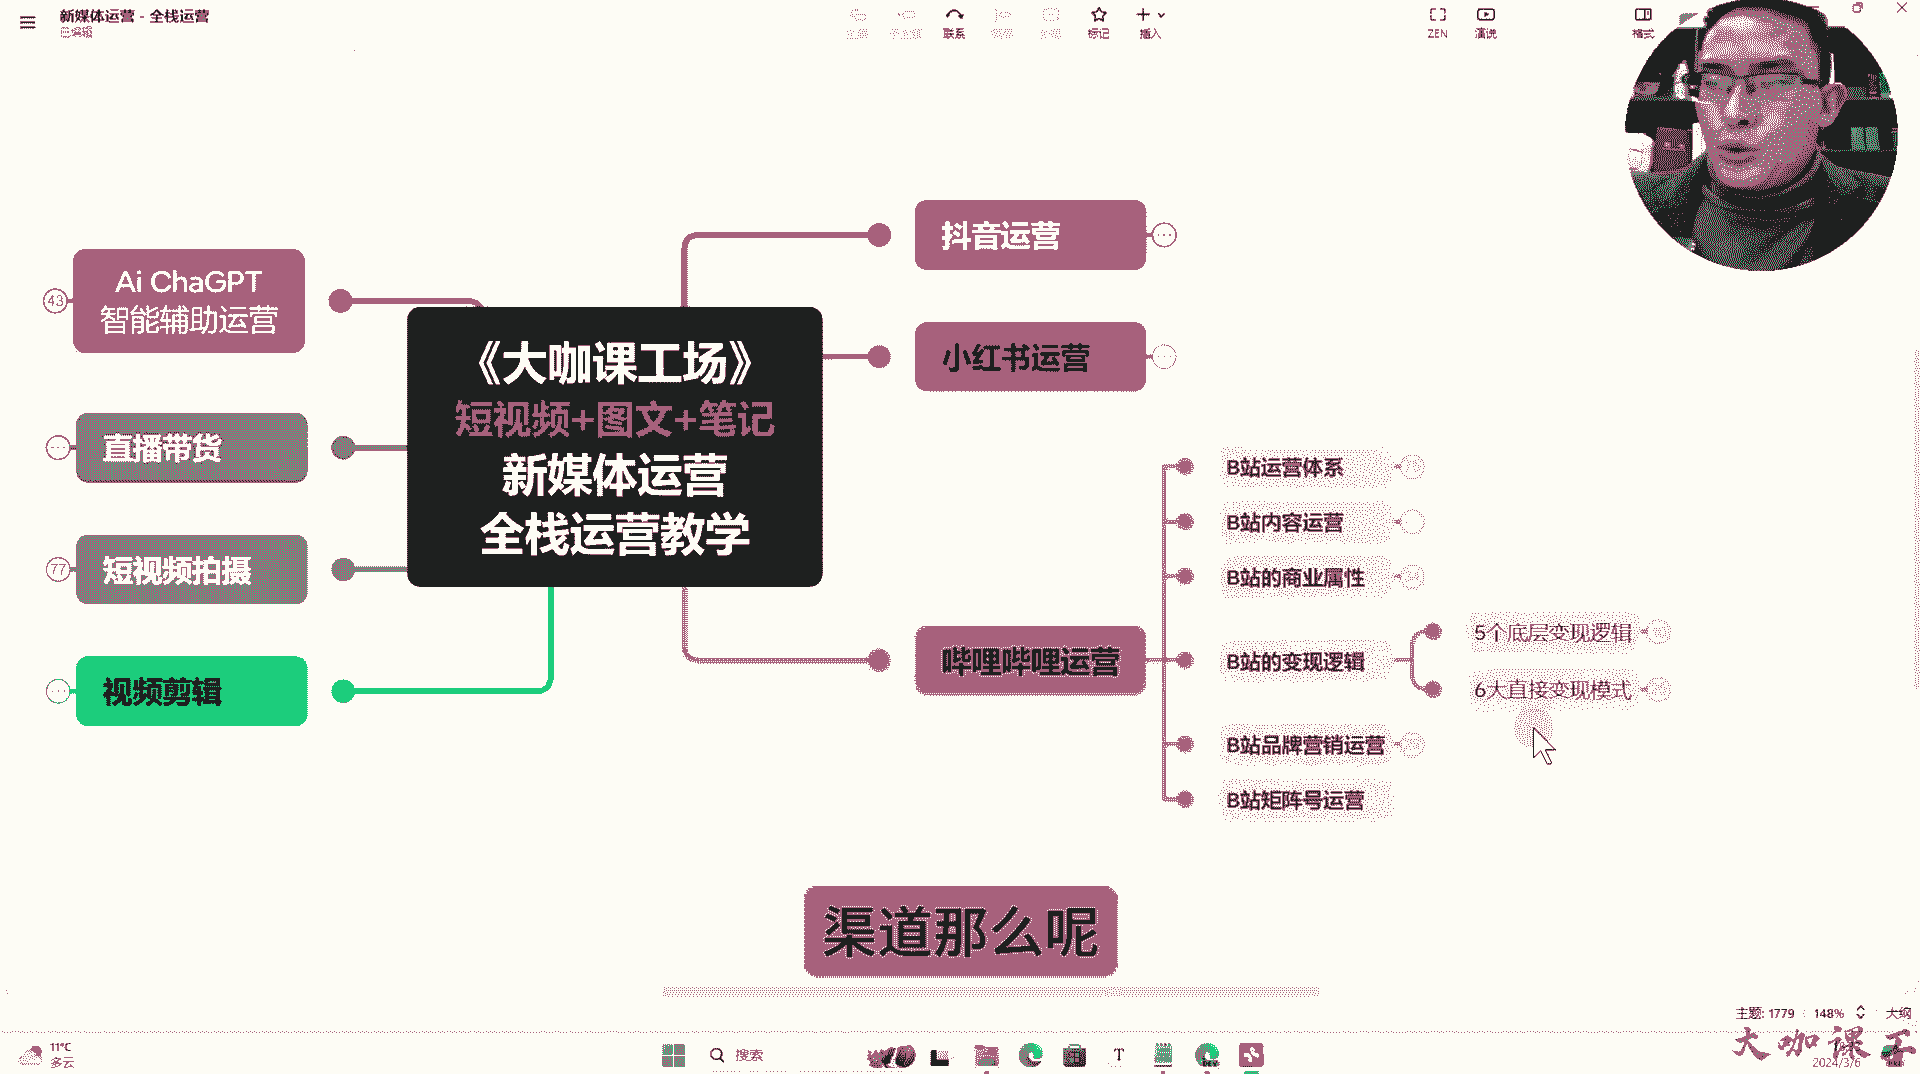 新媒体运营 - 全栈运营
已编辑
联系
标记
插入
ZEN
演说
格式
Ai ChaGPT
智能辅助运营
43
直播带货
短视频拍摄
77
视频剪辑
《大咖课工场》
短视频+图文+笔记
新媒体运营
全栈运营教学
抖音运营
小红书运营
哔哩哔哩运营
B站运营体系
B站内容运营
B站的商业属性
B站的变现逻辑
5个底层变现逻辑
6大直接变现模式
B站品牌营销运营
B站矩阵号运营
渠道那么呢
主题: 1779
148%
大纲
大咖课工
11°C
多云
搜索
2024/3/6